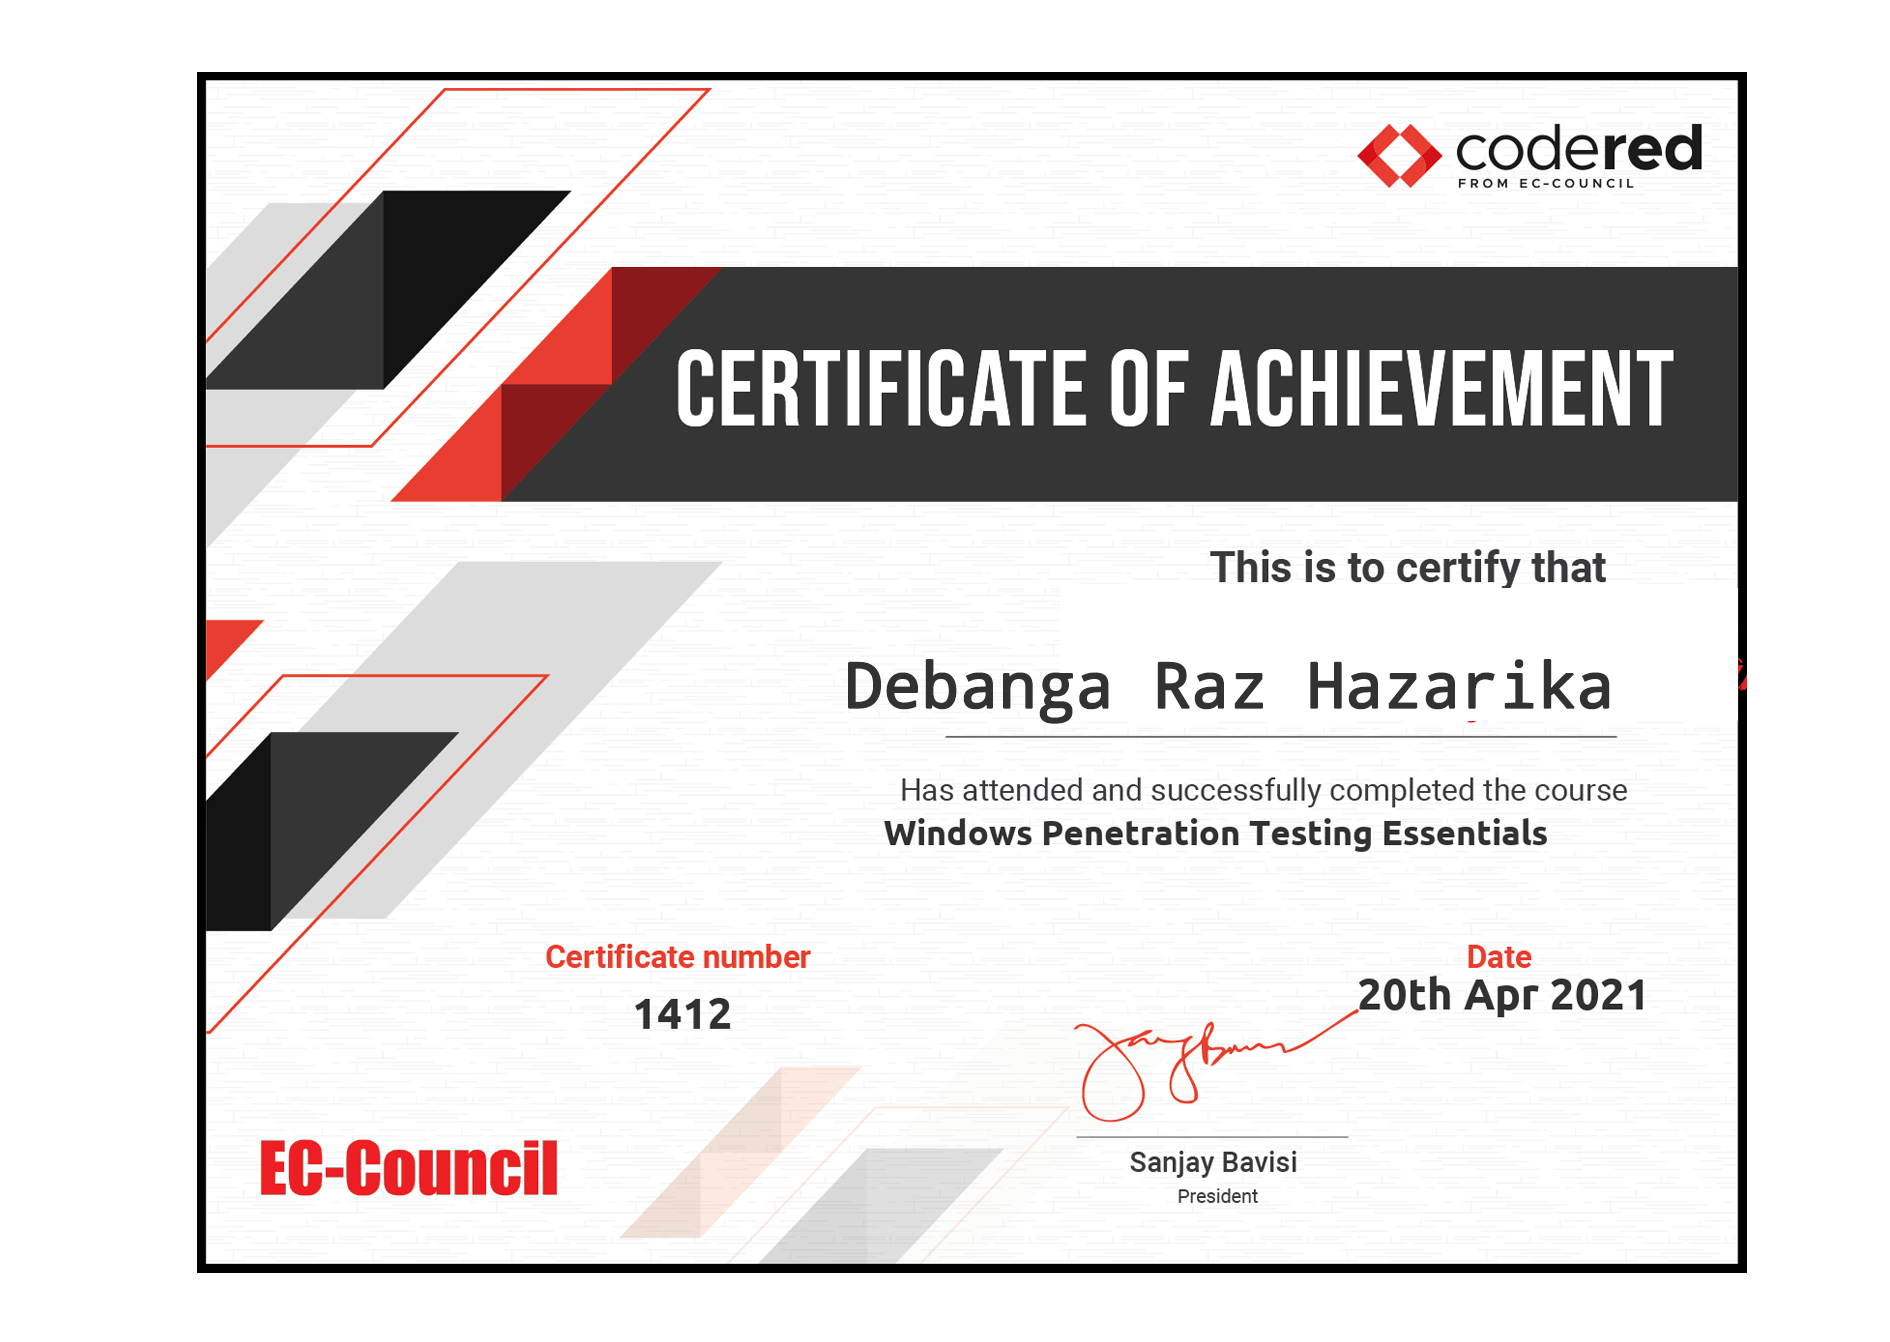 codered
FROM EC-COUNCIL
CERTIFICATE OF ACHIEVEMENT
This is to certify that
Debanga Raz Hazarika
Has attended and successfully completed the course
Windows Penetration Testing Essentials
Certificate number
1412
Date
20th Apr 2021
Sanjay Bavisi
President
EC-Council